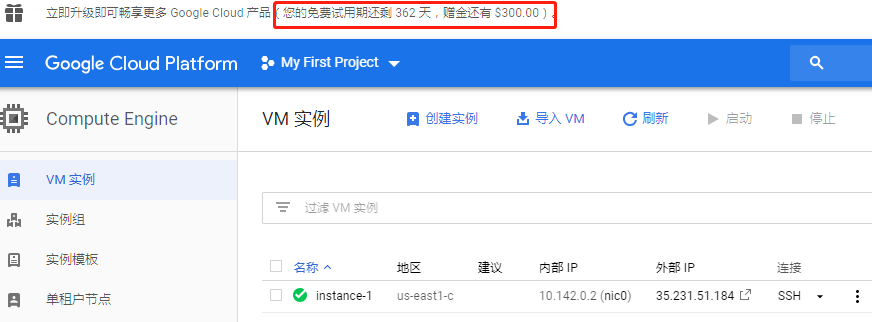 立即升级即可畅享更多 Google Cloud 产品（您的免费试用期还剩 362 天，赠金还有 $300.00）。
Google Cloud Platform My First Project
Compute Engine
VM 实例 创建实例 导入 VM 刷新 启动 停止
VM 实例
实例组
实例模板
单租户节点
过滤 VM 实例
名称 地区 建议 内部 IP 外部 IP 连接
instance-1 us-east1-c 10.142.0.2 (nic0) 35.231.51.184 SSH